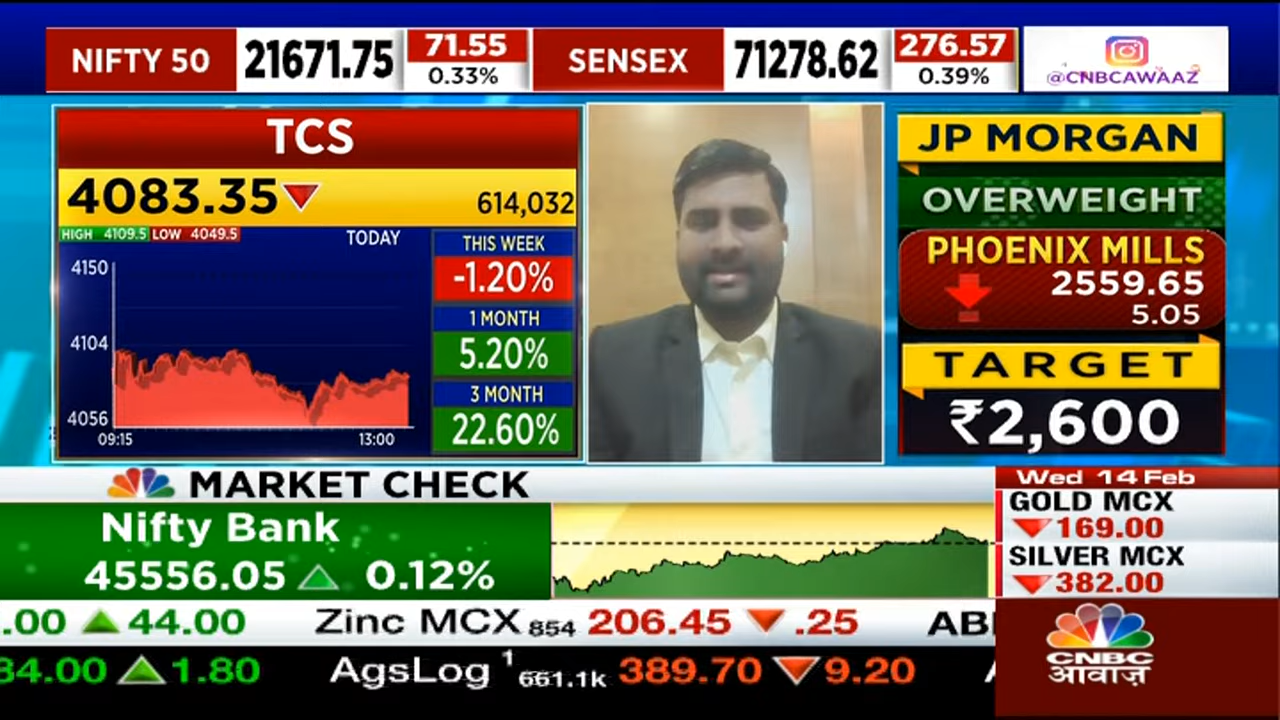 NIFTY 50 21671.75 71.55 0.33% SENSEX 71278.62 276.57 0.39% @CNBCAWAAZ
TCS
4083.35 614,032
HIGH 4109.5 LOW 4049.5
TODAY
4150
4104
4056
09:15 13:00
THIS WEEK
-1.20%
1 MONTH
5.20%
3 MONTH
22.60%
JP MORGAN
OVERWEIGHT
PHOENIX MILLS
2559.65
5.05
TARGET
₹2,600
MARKET CHECK
Nifty Bank
45556.05 0.12%
Wed 14 Feb
GOLD MCX
169.00
SILVER MCX
382.00
.00 44.00 Zinc MCX 854 206.45 .25 AB
84.00 1.80 AgsLog 1 661.1k 389.70 9.20
CNBC
आवाज़